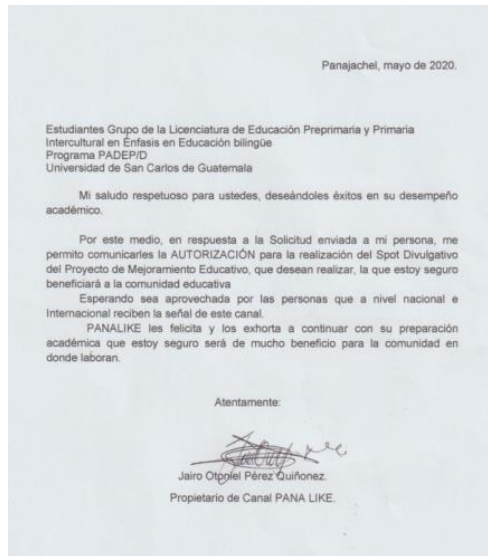 Panajachel, mayo de 2020.
Estudiantes Grupo de la Licenciatura de Educación Preprimaria y Primaria
Intercultural en Énfasis en Educación bilingüe
Programa PADEP/D
Universidad de San Carlos de Guatemala
Mi saludo respetuoso para ustedes, deseándoles éxitos en su desempeño
académico.
Por este medio, en respuesta a la Solicitud enviada a mi persona, me
permito comunicarles la AUTORIZACIÓN para la realización del Spot Divulgativo
del Proyecto de Mejoramiento Educativo, que desean realizar, la que estoy seguro
beneficiará a la comunidad educativa
Esperando sea aprovechada por las personas que a nivel nacional e
Internacional reciben la señal de este canal.
PANALIKE les felicita y los exhorta a continuar con su preparación
académica que estoy seguro será de mucho beneficio para la comunidad en
donde laboran.
Atentamente:
Jairo Otoniel Pérez Quiñonez.
Propietario de Canal PANA LIKE.